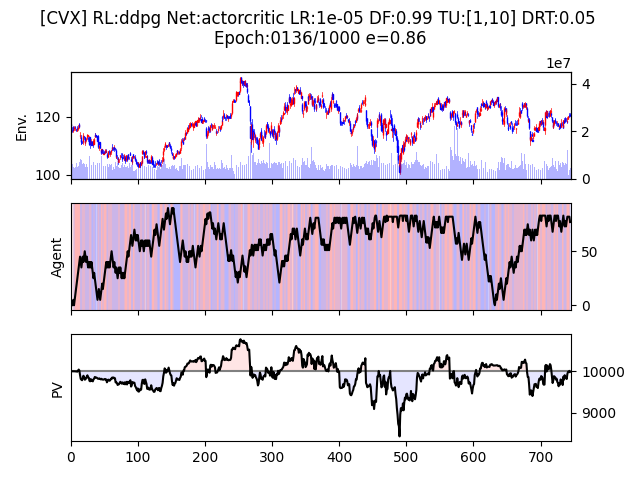 [CVX] RL:ddpg Net:actorcritic LR:1e-05 DF:0.99 TU:[1,10] DRT:0.05
Epoch:0136/1000 e=0.86
1e7
Env.
120
100
4
2
0
Agent
50
0
PV
10000
9000
0 100 200 300 400 500 600 700